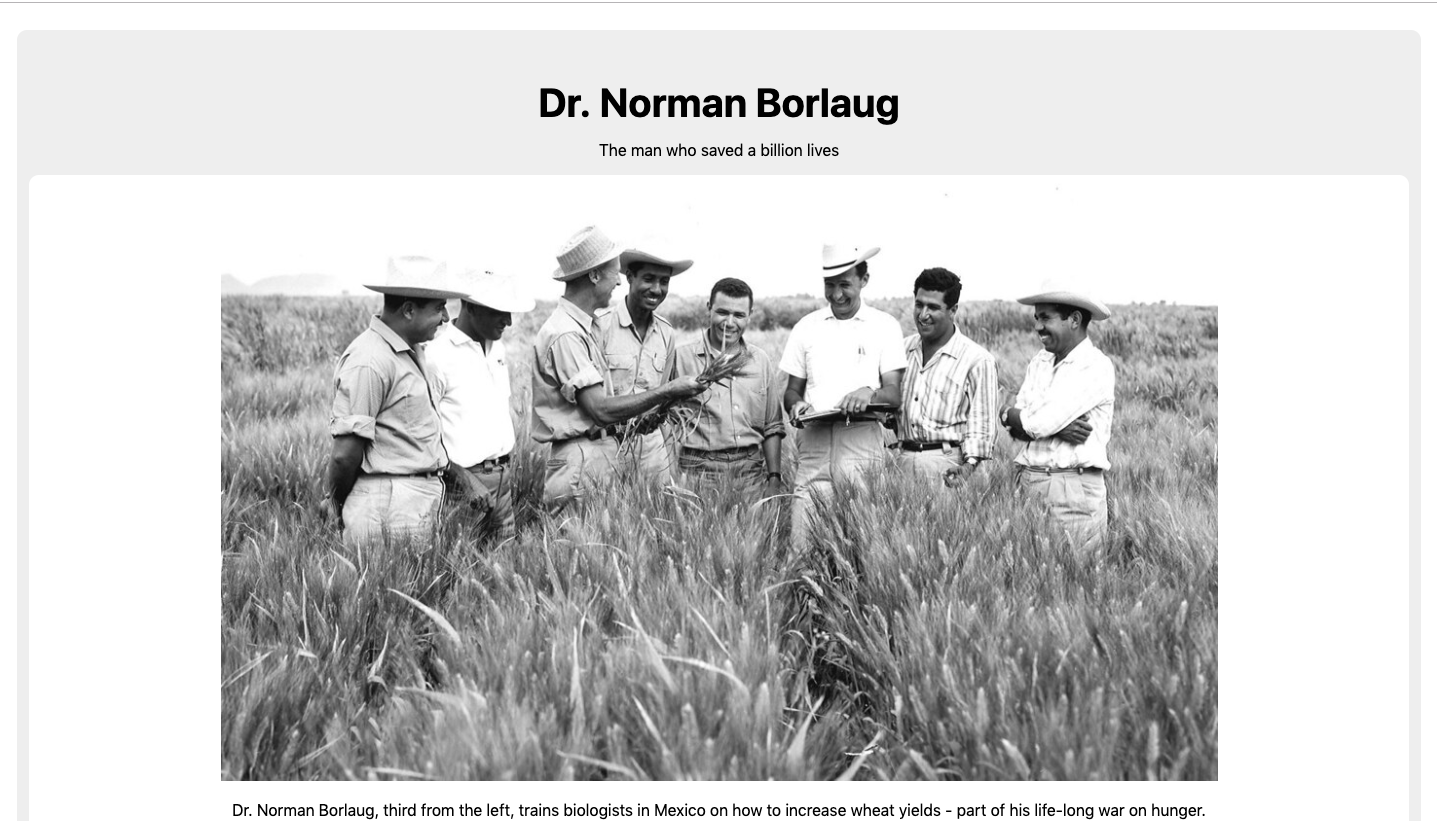 Dr. Norman Borlaug
The man who saved a billion lives
Dr. Norman Borlaug, third from the left, trains biologists in Mexico on how to increase wheat yields - part of his life-long war on hunger.